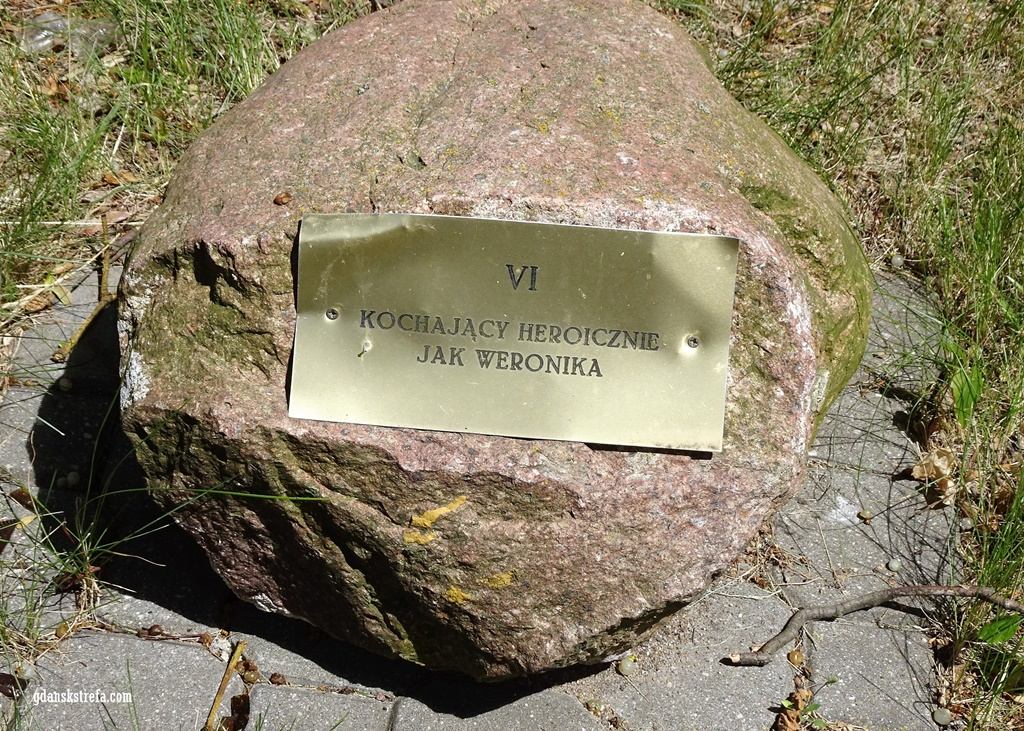 VI
KOCHAJĄCY HEROICZNIE
JAK WERONIKA
gdanskstrefa.com